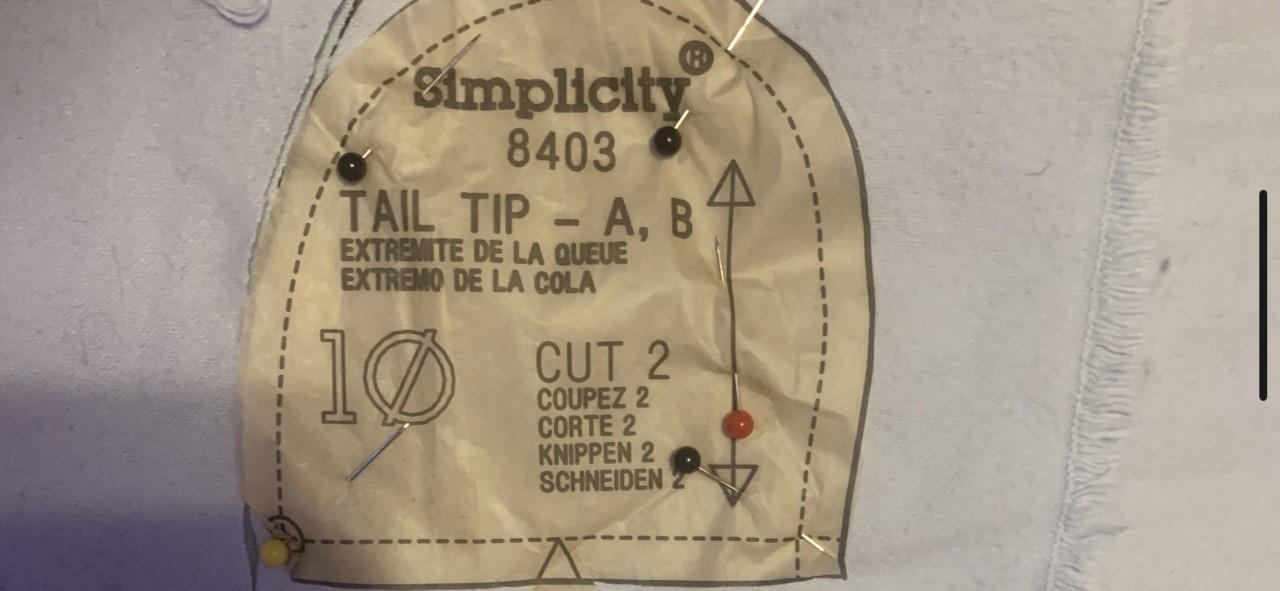 Simplicity®
8403
TAIL TIP - A, B
EXTREMITE DE LA QUEUE
EXTREMO DE LA COLA
10
CUT 2
COUPEZ 2
CORTE 2
KNIPPEN 2
SCHNEIDEN 2